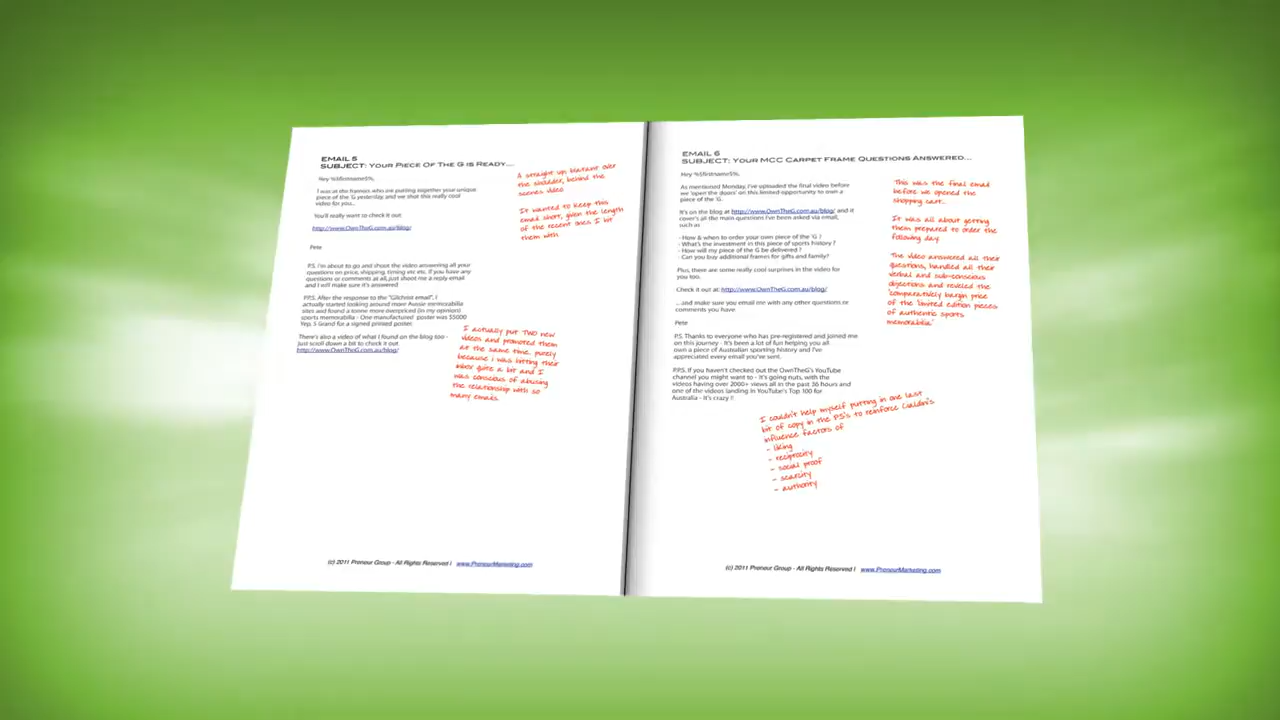 EMAIL 5
SUBJECT: YOUR PIECE OF THE G IS READY...
Hey %$firstname$%,
I was at the framers who are putting together your unique
piece of the G yesterday, and we shot this really cool
video for you...
You'll really want to check it out:
http://www.OwnTheG.com.au/blog/
Pete
P.S. I'm about to go and shoot the video answering all your
questions on price, shipping, timing etc etc. If you have any
questions or comments at all, just shoot me a reply email
and I will make sure it's answered
P.P.S. After the response to the "Gilchrist email", I
actually started looking around more Aussie memorabilia
sites and found a tonne more overpriced (in my opinion)
sports memorabilia - One manufactured poster was $5000
Yep, 5 Grand for a signed printed poster.
There's also a video of what I found on the blog too -
just scroll down a bit to check it out.
http://www.OwnTheG.com.au/blog/
A straight up, blatant over
the shoulder, behind the
scenes video
It wanted to keep this
email short, given the length
of the recent ones I bit
them with
I actually put TWO new
videos and promoted them
at the same time, purely
because i was hitting their
inbox quite a bit and I
was conscious of abusing
the relationship with so
many emails.
(c) 2011 Preneur Group - All Rights Reserved | www.PreneurMarketing.com
EMAIL 6
SUBJECT: YOUR MCC CARPET FRAME QUESTIONS ANSWERED...
Hey %$firstname$%,
As mentioned Monday, I've uploaded the final video before
we 'open the doors' on this limited opportunity to own a
piece of the 'G.
It's on the blog at http://www.OwnTheG.com.au/blog/ and it
cover's all the main questions I've been asked via email,
such as
- How & when to order your own piece of the 'G ?
- What's the investment in this piece of sports history ?
- How will my piece of the G be delivered ?
- Can you buy additional frames for gifts and family?
Plus, there are some really cool surprises in the video for
you too.
Check it out at: http://www.OwnTheG.com.au/blog/
...and make sure you email me with any other questions or
comments you have
Pete
P.S. Thanks to everyone who has pre-registered and joined me
on this journey - It's been a lot of fun helping you all
own a piece of Australian sporting history and I've
appreciated every email you've sent.
P.P.S. If you haven't checked out the OwnTheG's YouTube
channel you might want to - It's going nuts, with the
videos having over 2000+ views all in the past 36 hours and
one of the videos landing in YouTube's Top 100 for
Australia - It's crazy !!
This was the final email
before we opened the
shopping cart...
It was all about getting
them prepared to order the
following day
The video answered all their
questions, handled all their
verbal and sub-conscious
objections and reveled the
'comparatively bargin price
of the limited edition pieces
of authentic sports
memorabilia'
I couldn't help myself putting in one last
bit of copy in the PS's to reinforce Cialdini's
influence factors of
- liking
- reciprocity
- social proof
- scarcity
- authority
(c) 2011 Preneur Group - All Rights Reserved | www.PreneurMarketing.com